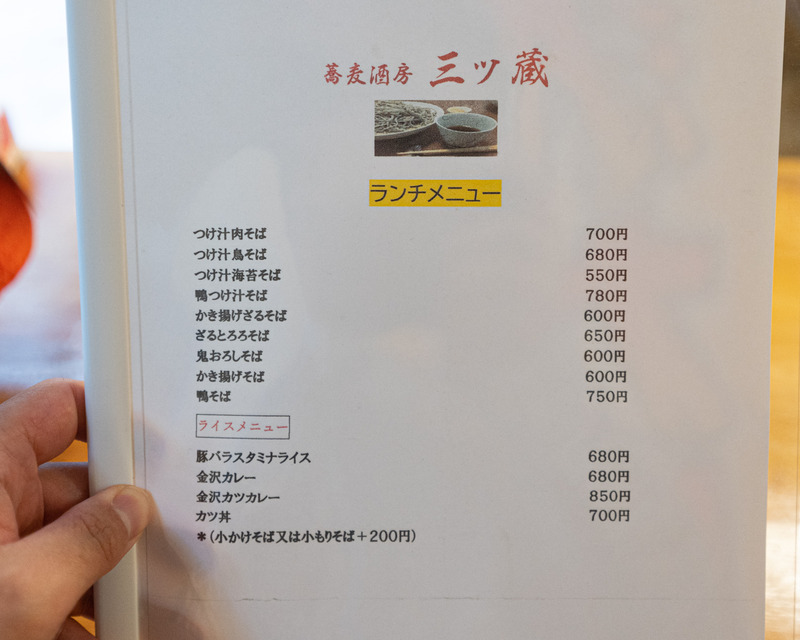 蕎麦酒房 三ツ蔵
ランチメニュー
つけ汁肉そば 700円
つけ汁鳥そば 680円
つけ汁海苔そば 550円
鴨つけ汁そば 780円
かき揚げざるそば 600円
ざるとろろそば 650円
鬼おろしそば 600円
かき揚げそば 600円
鴨そば 750円
ライスメニュー
豚バラスタミナライス 680円
金沢カレー 680円
金沢カツカレー 850円
カツ丼 700円
＊(小かけそば又は小もりそば＋200円)